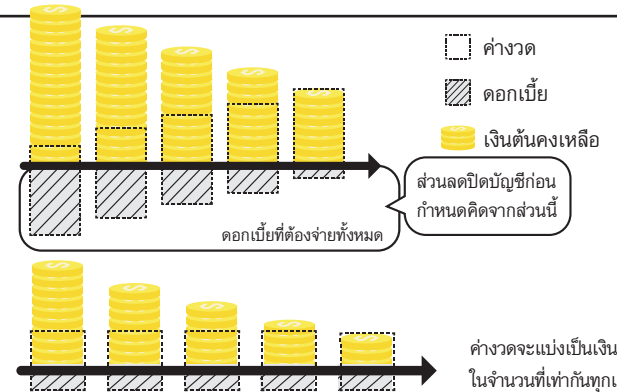 ค่างวด
ดอกเบี้ย
เงินต้นคงเหลือ
ส่วนลดปิดบัญชีก่อน
กำหนดคิดจากส่วนนี้
ดอกเบี้ยที่ต้องจ่ายทั้งหมด
ค่างวดจะแบ่งเป็นเงิน
ในจำนวนที่เท่ากันทุก